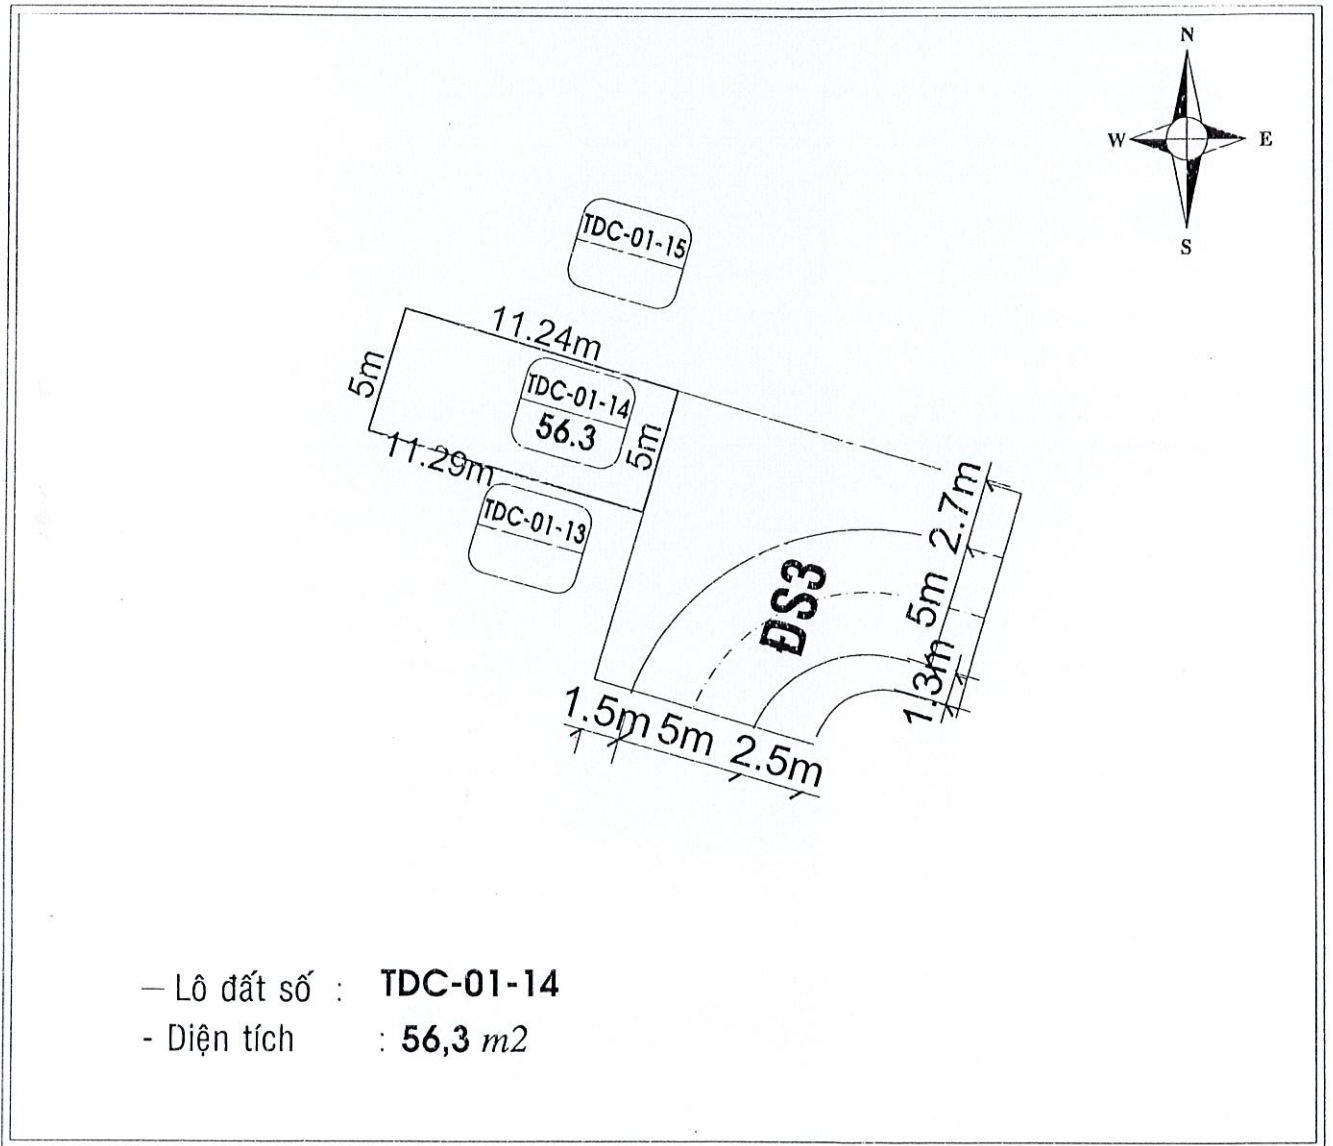 N
W E
S
TDC-01-15
11.24m
5m
TDC-01-14
56.3
5m
11.29m
TDC-01-13
2.7m
5m
1.3m
ĐS3
1.5m 5m 2.5m
– Lô đất số : TDC-01-14
- Diện tích : 56,3 m2